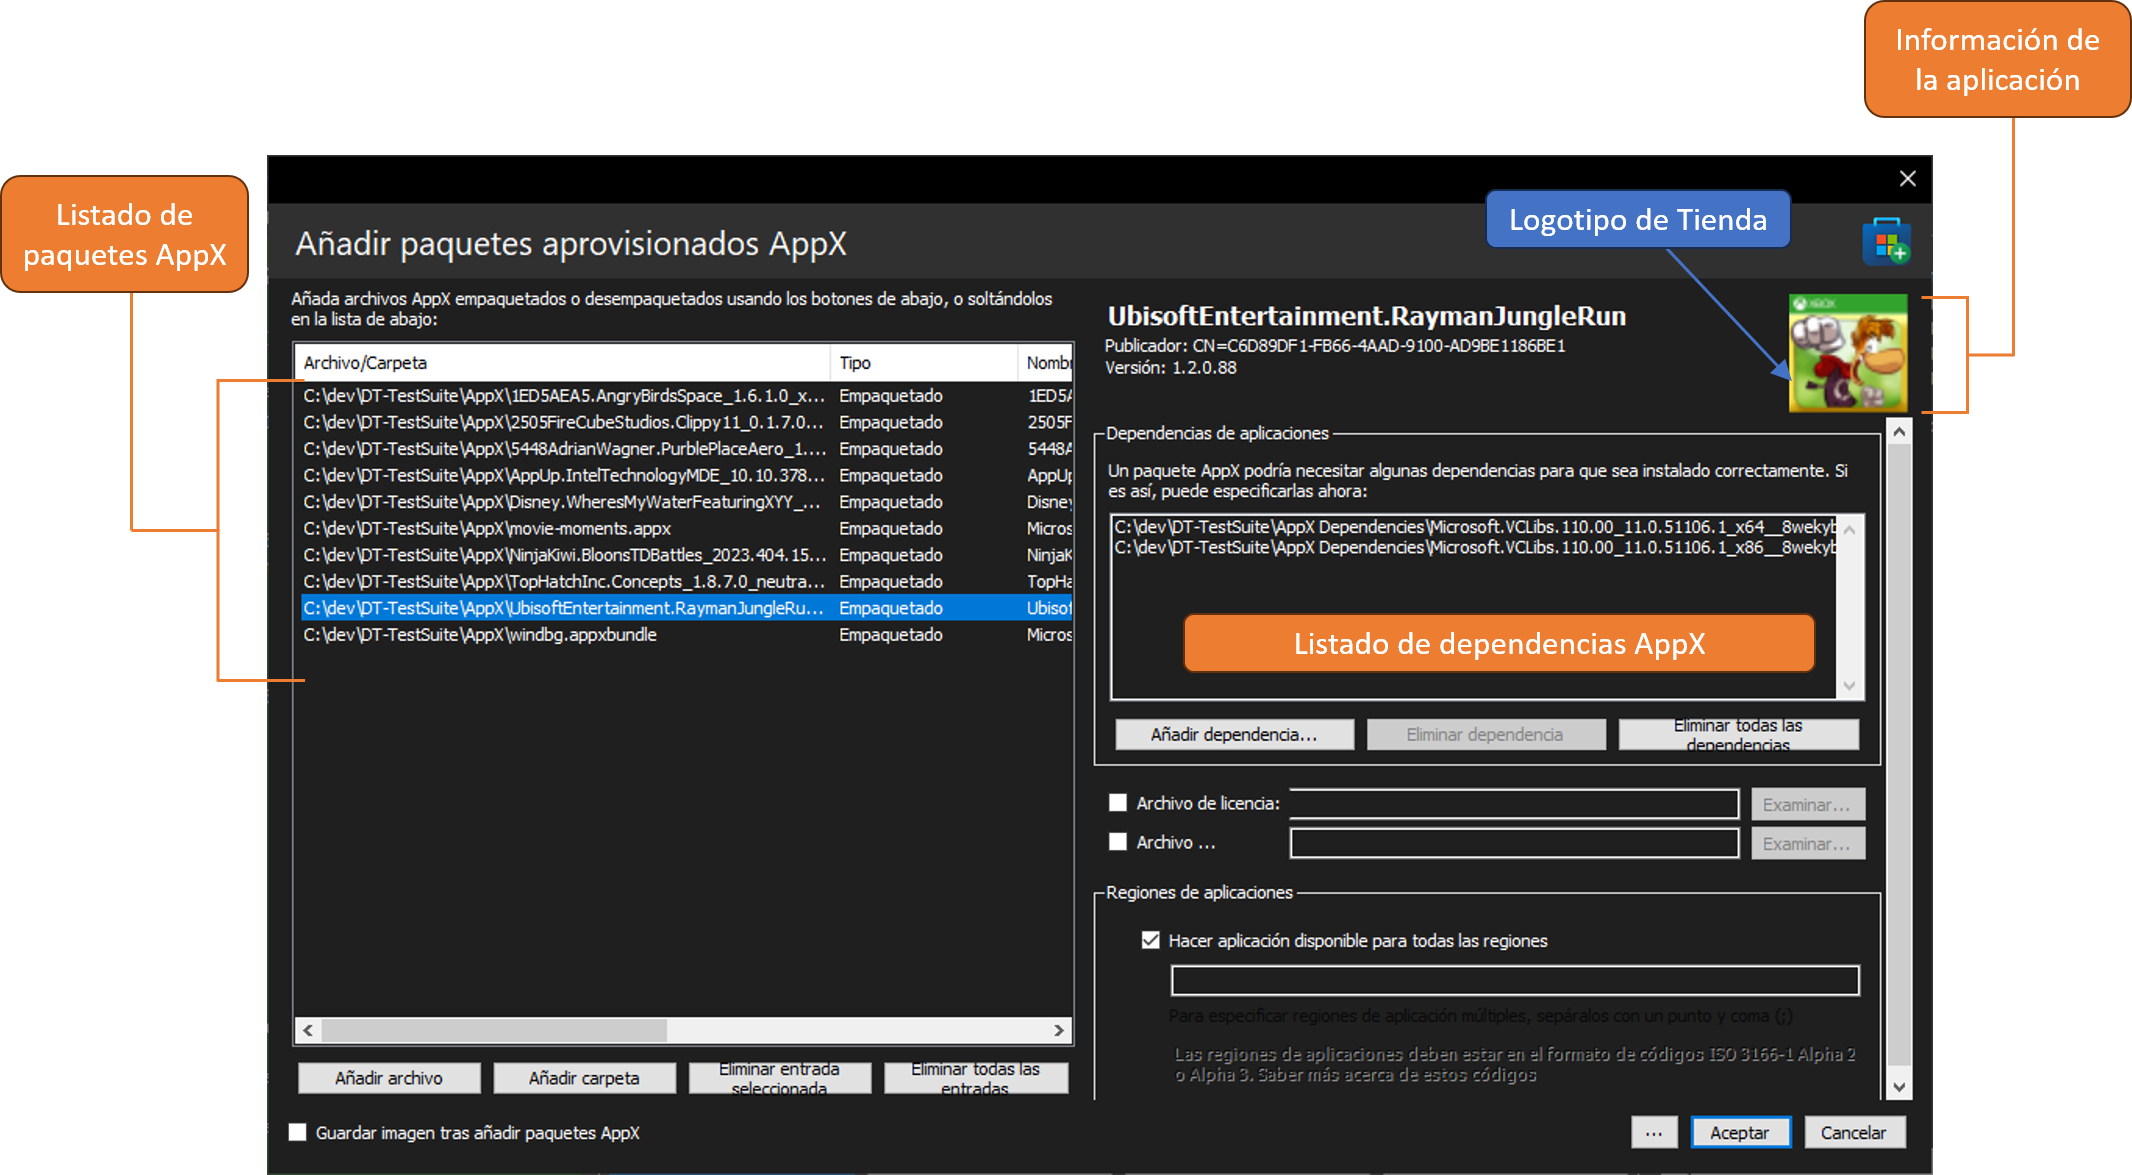 Información de
la aplicación
Listado de
paquetes AppX
Logotipo de Tienda
Añadir paquetes aprovisionados AppX
Añada archivos AppX empaquetados o desempaquetados usando los botones de abajo, o soltándolos
en la lista de abajo:
Archivo/Carpeta Tipo Nombr
C:\dev\DT-TestSuite\AppX\1ED5AEA5.AngryBirdsSpace_1.6.1.0_x... Empaquetado 1ED5A
C:\dev\DT-TestSuite\AppX\2505FireCubeStudios.Clippy11_0.1.7.0... Empaquetado 2505F
C:\dev\DT-TestSuite\AppX\5448AdrianWagner.PurblePlaceAero_1.... Empaquetado 5448A
C:\dev\DT-TestSuite\AppX\AppUp.IntelTechnologyMDE_10.10.378... Empaquetado AppUp
C:\dev\DT-TestSuite\AppX\Disney.WheresMyWaterFeaturingXYY_... Empaquetado Disney
C:\dev\DT-TestSuite\AppX\movie-moments.appx Empaquetado Micros
C:\dev\DT-TestSuite\AppX\NinjaKiwi.BloonsTDBattles_2023.404.15... Empaquetado NinjaK
C:\dev\DT-TestSuite\AppX\TopHatchInc.Concepts_1.8.7.0_neutra... Empaquetado TopHa
C:\dev\DT-TestSuite\AppX\UbisoftEntertainment.RaymanJungleRu... Empaquetado Ubisof
C:\dev\DT-TestSuite\AppX\windbg.appxbundle Empaquetado Micros
Añadir archivo
Añadir carpeta
Eliminar entrada
seleccionada
Eliminar todas las
entradas
Guardar imagen tras añadir paquetes AppX
UbisoftEntertainment.RaymanJungleRun
Publicador: CN=C6D89DF1-FB66-4AAD-9100-AD9BE1186BE1
Versión: 1.2.0.88
XBOX
Dependencias de aplicaciones
Un paquete AppX podría necesitar algunas dependencias para que sea instalado correctamente. Si
es así, puede especificarlas ahora:
C:\dev\DT-TestSuite\AppX Dependencies\Microsoft.VCLibs.110.00_11.0.51106.1_x64__8wekyb
C:\dev\DT-TestSuite\AppX Dependencies\Microsoft.VCLibs.110.00_11.0.51106.1_x86__8wekyb
Listado de dependencias AppX
Añadir dependencia...
Eliminar dependencia
Eliminar todas las
dependencias
Archivo de licencia:
Examinar...
Archivo ...
Examinar...
Regiones de aplicaciones
Hacer aplicación disponible para todas las regiones
Para especificar regiones de aplicación múltiples, sepáralos con un punto y coma (;)
Las regiones de aplicaciones deben estar en el formato de códigos ISO 3166-1 Alpha 2
o Alpha 3. Saber más acerca de estos códigos
...
Aceptar
Cancelar